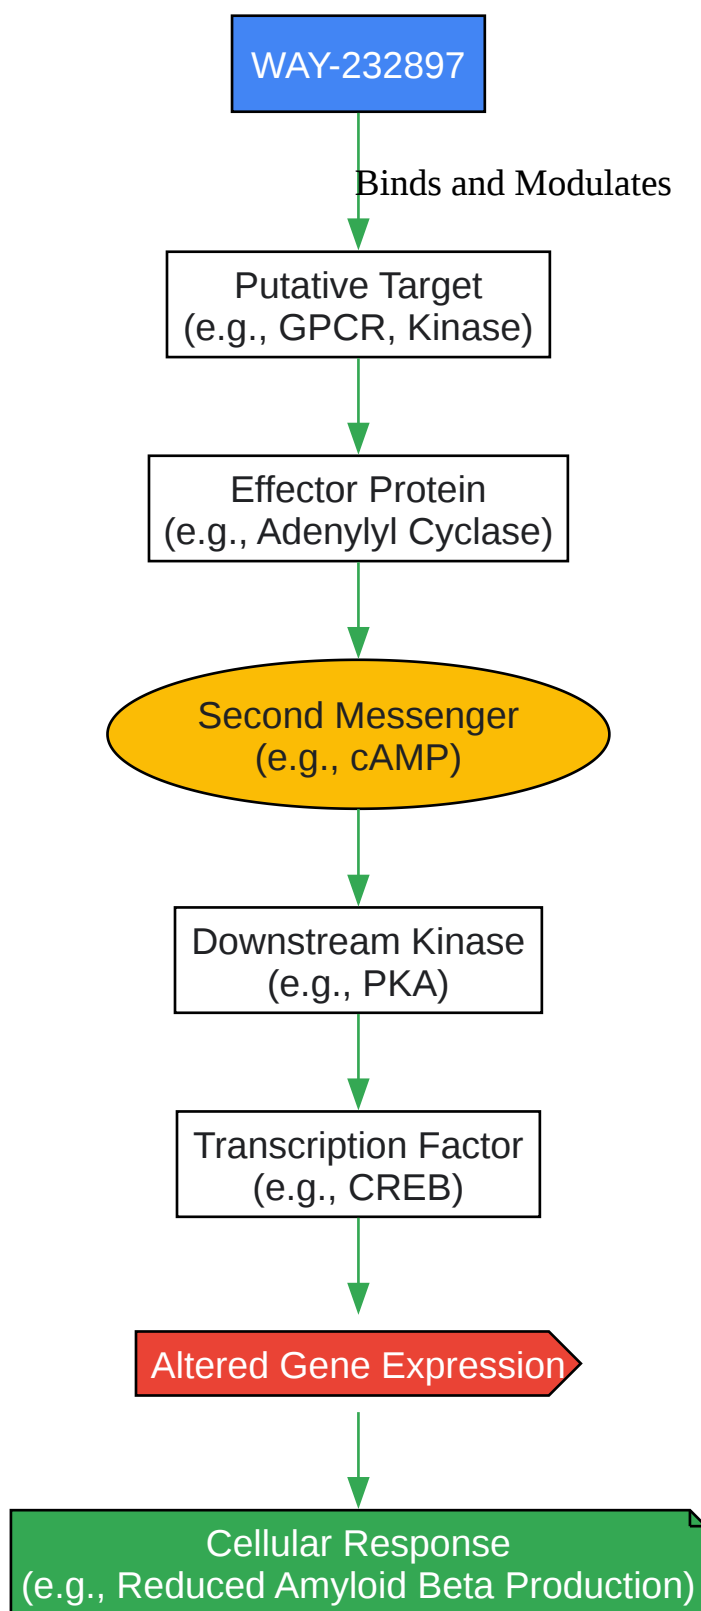 WAY-232897
Binds and Modulates
Putative Target
(e.g., GPCR, Kinase)
Effector Protein
(e.g., Adenylyl Cyclase)
Second Messenger
(e.g., cAMP)
Downstream Kinase
(e.g., PKA)
Transcription Factor
(e.g., CREB)
Altered Gene Expression
Cellular Response
(e.g., Reduced Amyloid Beta Production)